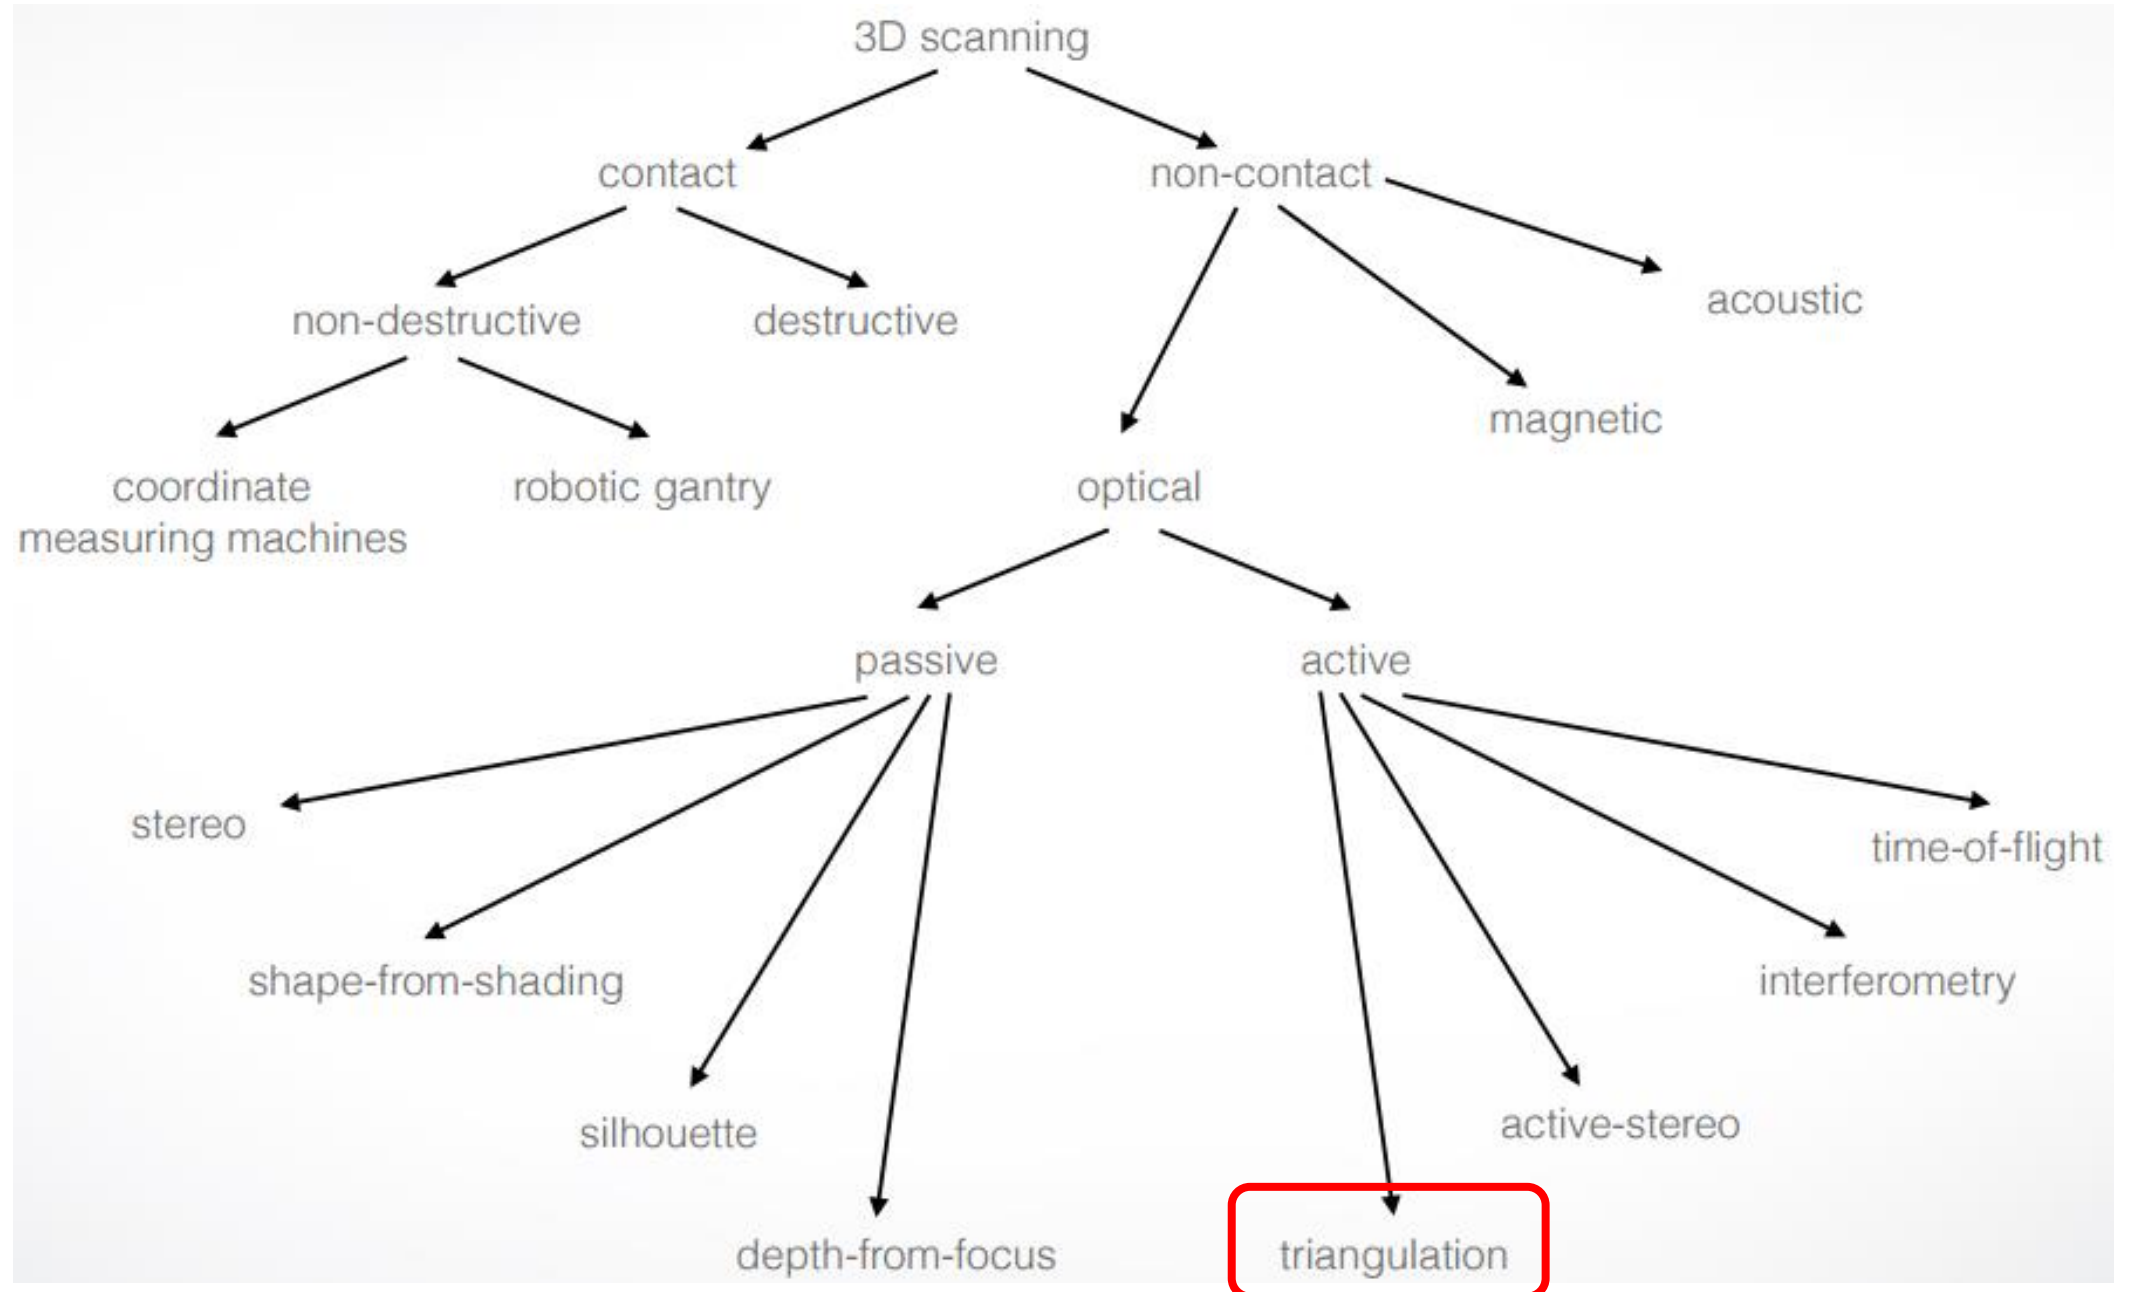 3D scanning
contact
non-contact
non-destructive
destructive
acoustic
magnetic
coordinate
measuring machines
robotic gantry
optical
passive
active
stereo
time-of-flight
shape-from-shading
interferometry
silhouette
active-stereo
depth-from-focus
triangulation